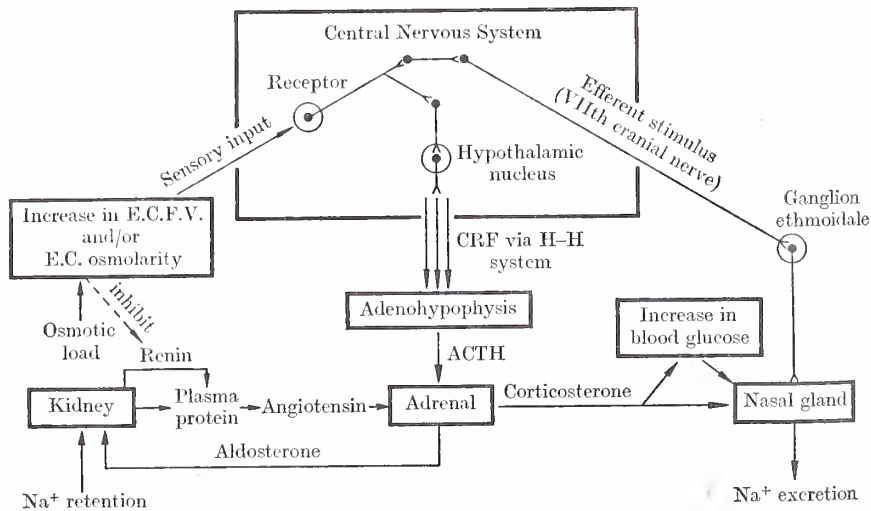 Central Nervous System
Receptor
Sensory input
Hypothalamic
nucleus
Efferent stimulus
(VIIth cranial nerve)
Ganglion
ethmoidale
Increase in E.C.F.V.
and/or
E.C. osmolarity
CRF via H–H
system
inhibit
Osmotic
load
Adenohypophysis
Increase in
blood glucose
Renin
ACTH
Kidney
Plasma
protein
Angiotensin
Adrenal
Corticosterone
Nasal gland
Aldosterone
Na⁺ retention
Na⁺ excretion